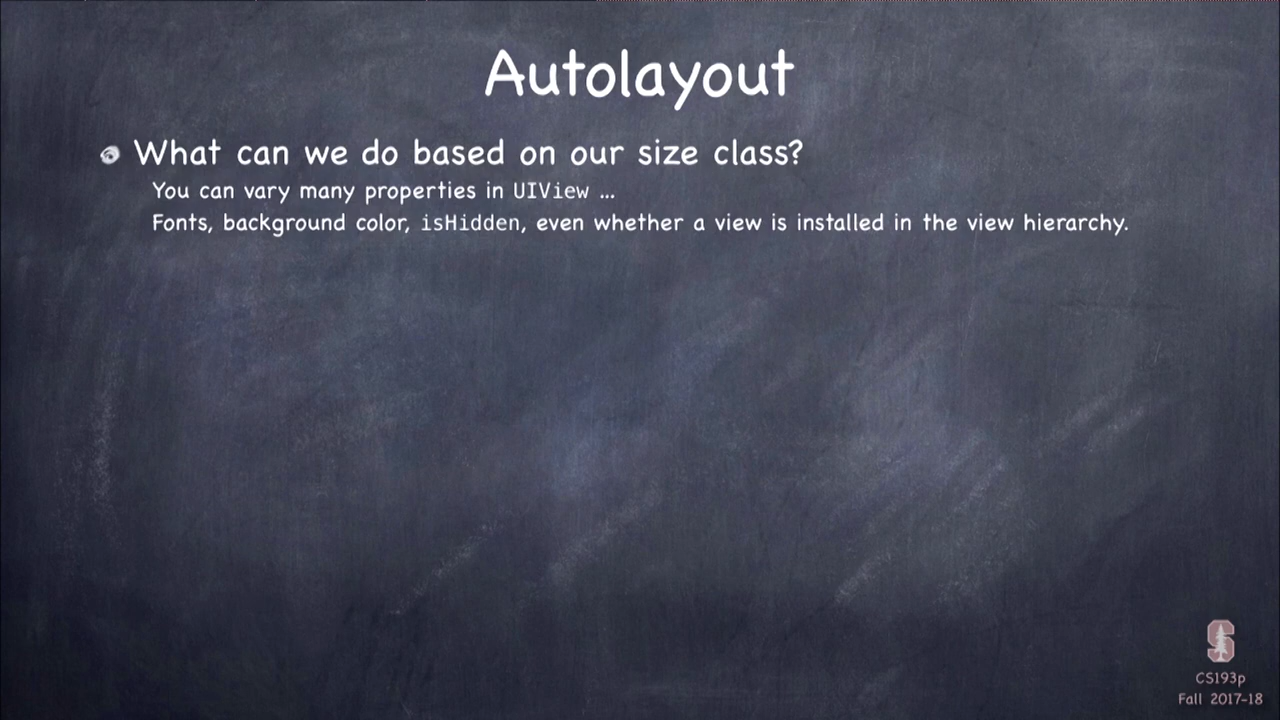 Autolayout
What can we do based on our size class?
You can vary many properties in UIView ...
Fonts, background color, isHidden, even whether a view is installed in the view hierarchy.
S
CS193p
Fall 2017-18